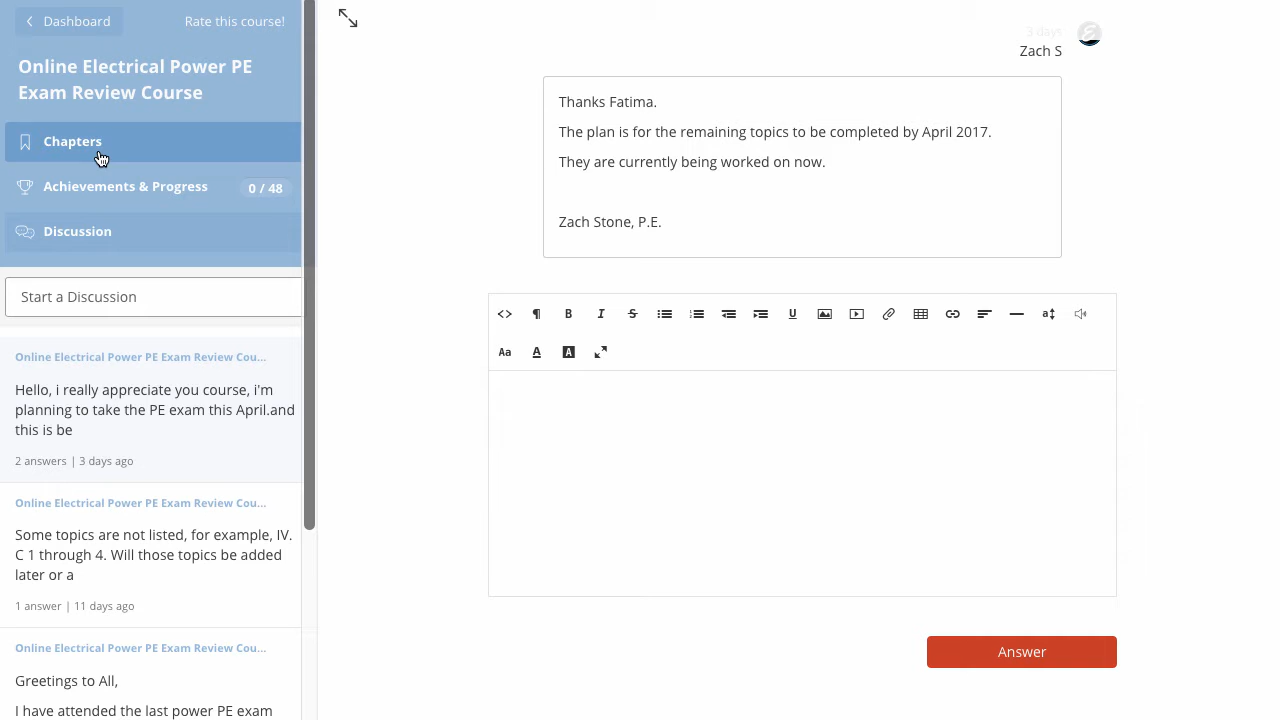 Dashboard
Rate this course!
Online Electrical Power PE
Exam Review Course
Chapters
Achievements & Progress
0 / 48
Discussion
Start a Discussion
Online Electrical Power PE Exam Review Cou...
Hello, i really appreciate you course, i'm
planning to take the PE exam this April.and
this is be
2 answers | 3 days ago
Online Electrical Power PE Exam Review Cou...
Some topics are not listed, for example, IV.
C 1 through 4. Will those topics be added
later or a
1 answer | 11 days ago
Online Electrical Power PE Exam Review Cou...
Greetings to All,
I have attended the last power PE exam
3 days
Zach S
Thanks Fatima.
The plan is for the remaining topics to be completed by April 2017.
They are currently being worked on now.
Zach Stone, P.E.
Answer